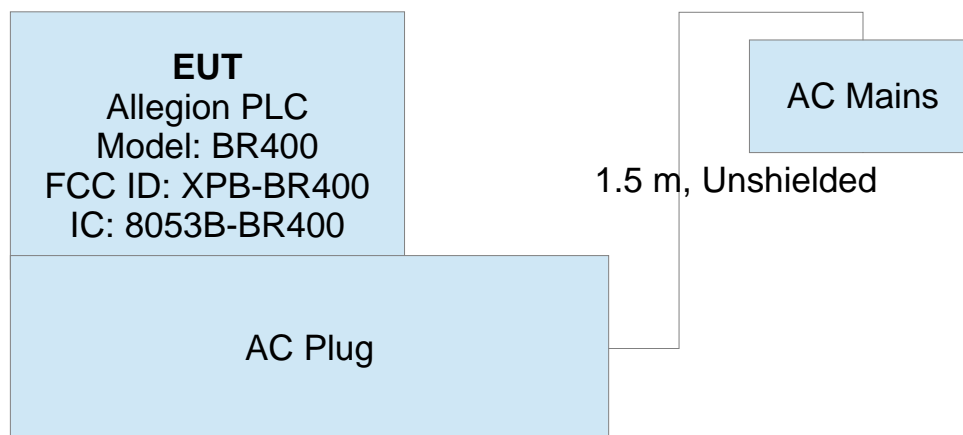 EUT
Allegion PLC
Model: BR400
FCC ID: XPB-BR400
IC: 8053B-BR400
AC Mains
1.5 m, Unshielded
AC Plug